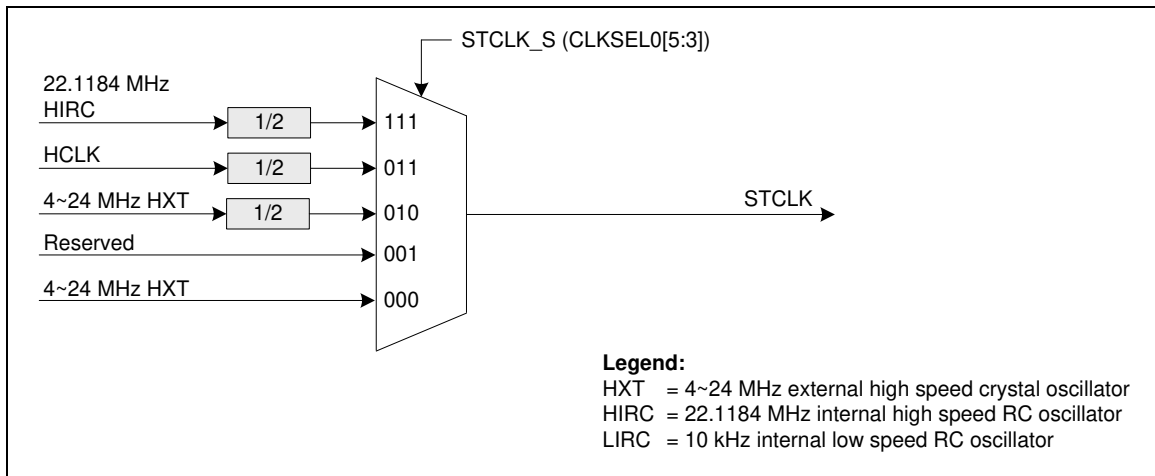 STCLK_S (CLKSEL0[5:3])
22.1184 MHz
HIRC
1/2
111
HCLK
1/2
011
4~24 MHz HXT
1/2
010
STCLK
Reserved
001
4~24 MHz HXT
000
Legend:
HXT = 4~24 MHz external high speed crystal oscillator
HIRC = 22.1184 MHz internal high speed RC oscillator
LIRC = 10 kHz internal low speed RC oscillator